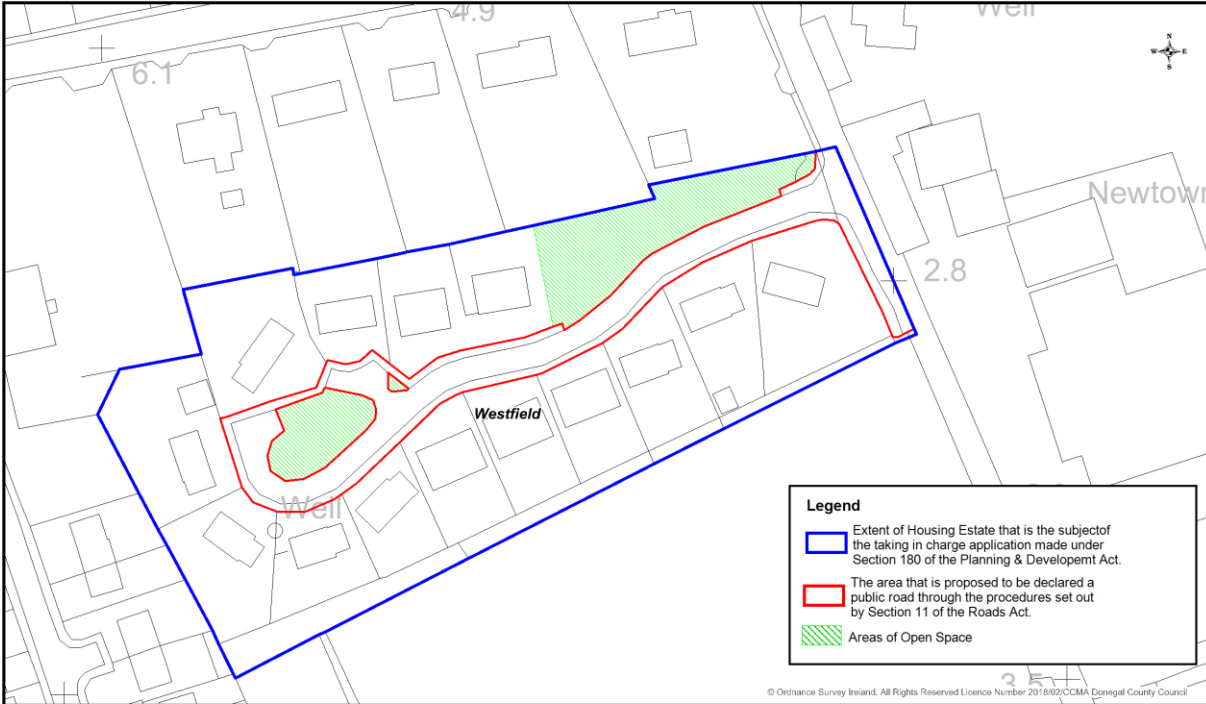 4.9
Well
6.1
N
W E
S
Newtown
2.8
Westfield
Well
Legend
Extent of Housing Estate that is the subjectof
the taking in charge application made under
Section 180 of the Planning & Developemt Act.
The area that is proposed to be declared a
public road through the procedures set out
by Section 11 of the Roads Act.
Areas of Open Space
3.5
© Ordnance Survey Ireland. All Rights Reserved Licence Number 2018/02/CCMA Donegal County Council